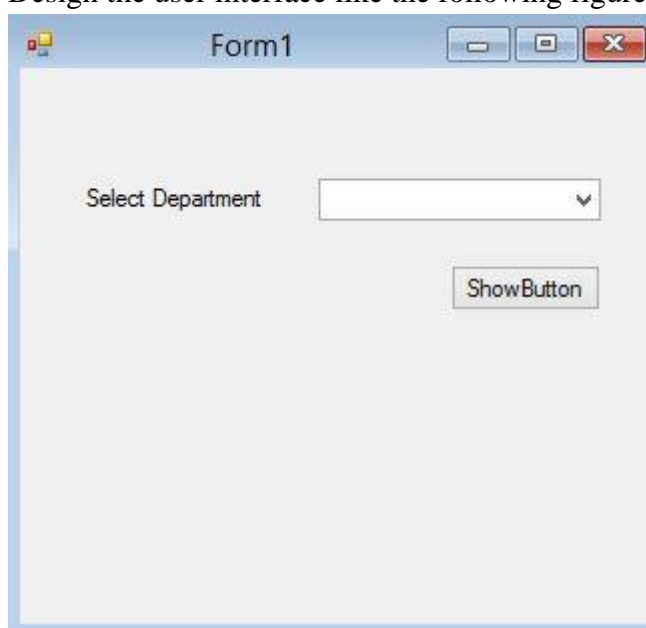 Design the user interface like the following figure
Form1
Select Department
ShowButton